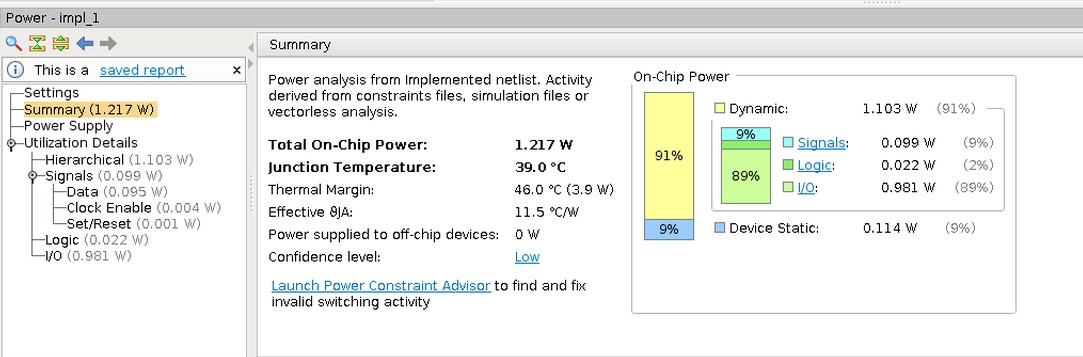 Power - impl_1
Summary
This is a saved report
Settings
Summary (1.217 W)
Power Supply
Utilization Details
Hierarchical (1.103 W)
Signals (0.099 W)
Data (0.095 W)
Clock Enable (0.004 W)
Set/Reset (0.001 W)
Logic (0.022 W)
I/O (0.981 W)
Power analysis from Implemented netlist. Activity
derived from constraints files, simulation files or
vectorless analysis.
Total On-Chip Power: 1.217 W
Junction Temperature: 39.0 °C
Thermal Margin: 46.0 °C (3.9 W)
Effective ϑJA: 11.5 °C/W
Power supplied to off-chip devices: 0 W
Confidence level: Low
Launch Power Constraint Advisor to find and fix
invalid switching activity
On-Chip Power
91%
9%
Dynamic: 1.103 W (91%)
9%
89%
Signals: 0.099 W (9%)
Logic: 0.022 W (2%)
I/O: 0.981 W (89%)
Device Static: 0.114 W (9%)